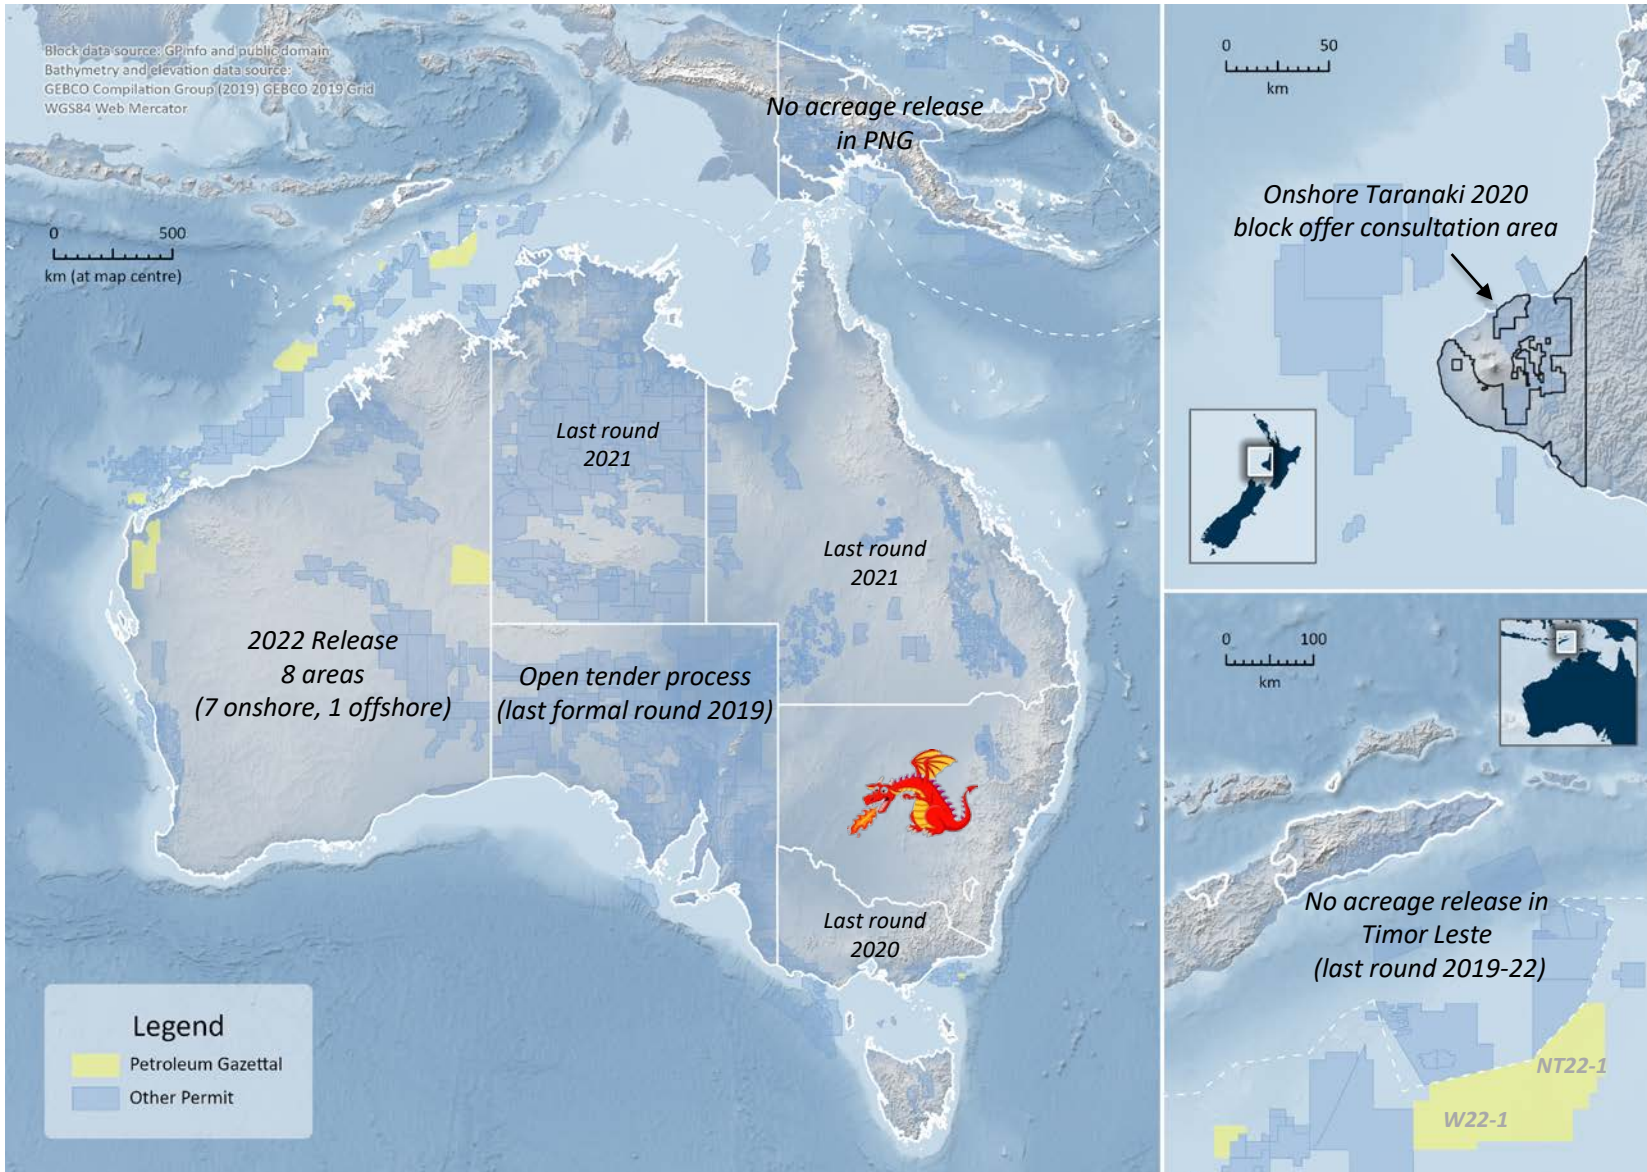 Block data source: GPinfo and public domain
Bathymetry and elevation data source:
GEBCO Compilation Group (2019) GEBCO 2019 Grid
WGS84 Web Mercator
0 500
km (at map centre)
No acreage release
in PNG
Last round
2021
Last round
2021
2022 Release
8 areas
(7 onshore, 1 offshore)
Open tender process
(last formal round 2019)
Last round
2020
Legend
Petroleum Gazettal
Other Permit
0 50
km
Onshore Taranaki 2020
block offer consultation area
0 100
km
No acreage release in
Timor Leste
(last round 2019-22)
NT22-1
W22-1